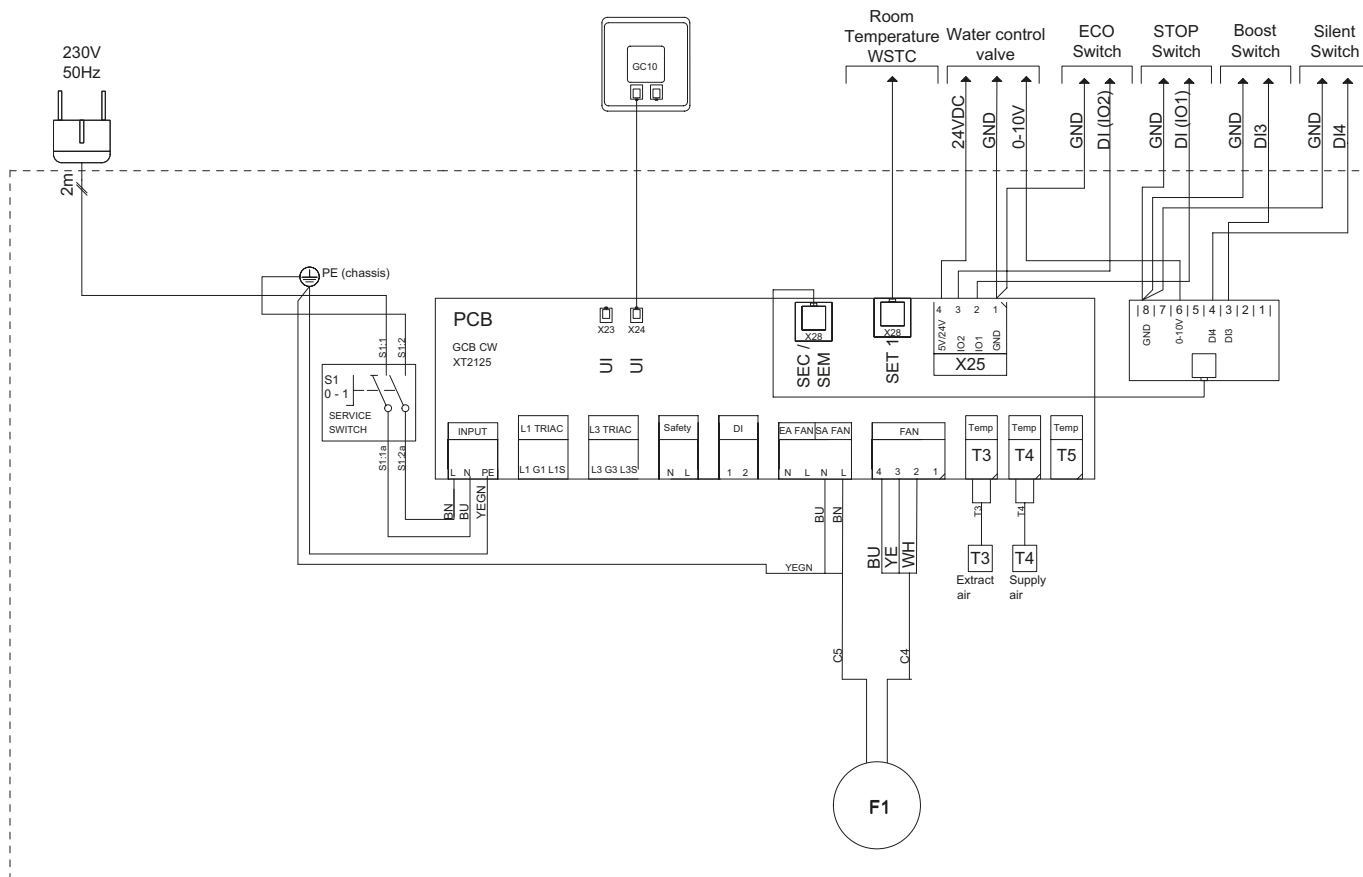 230V
50Hz
2m
GC10
Room
Temperature
WSTC
Water control
valve
ECO
Switch
STOP
Switch
Boost
Switch
Silent
Switch
24VDC
GND
0-10V
GND
DI (IO2)
GND
DI (IO1)
GND
DI3
GND
DI4
PE (chassis)
S1:1
S1:2
S1
0 - 1
SERVICE
SWITCH
S1:1a
S1:2a
PCB
GCB CW
XT2125
X23
X24
UI
UI
X28
SEC /
SEM
X28
SET 1
4 3 2 1
5V/24V
IO2
IO1
GND
X25
|8 |7 |6 |5 |4 |3 |2 |1 |
GND
0-10V
DI4
DI3
INPUT
L N PE
L1 TRIAC
L1 G1 L1S
L3 TRIAC
L3 G3 L3S
Safety
N L
DI
1 2
EA FAN SA FAN
N L N L
FAN
4 3 2 1
Temp
T3
Temp
T4
Temp
T5
BN
BU
YEGN
BU
BN
YEGN
BU
YE
WH
T3
T4
T3
Extract
air
T4
Supply
air
C5
C4
F1